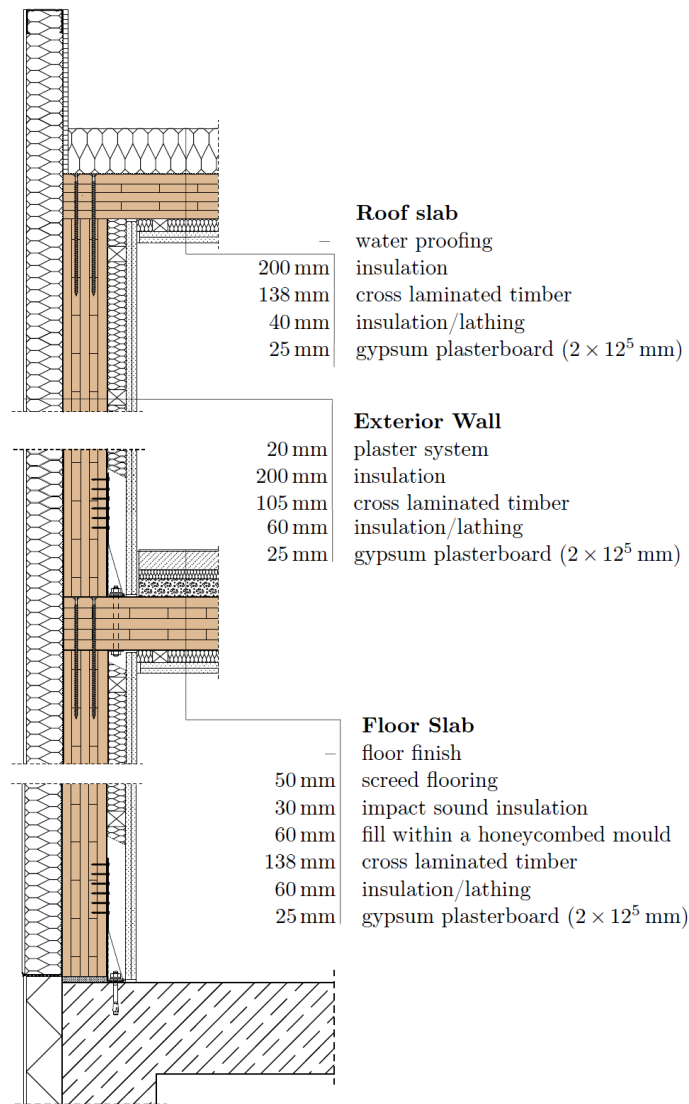 Roof slab
– water proofing
200 mm insulation
138 mm cross laminated timber
40 mm insulation/lathing
25 mm gypsum plasterboard (2 × 12⁵ mm)
Exterior Wall
20 mm plaster system
200 mm insulation
105 mm cross laminated timber
60 mm insulation/lathing
25 mm gypsum plasterboard (2 × 12⁵ mm)
Floor Slab
– floor finish
50 mm screed flooring
30 mm impact sound insulation
60 mm fill within a honeycombed mould
138 mm cross laminated timber
60 mm insulation/lathing
25 mm gypsum plasterboard (2 × 12⁵ mm)